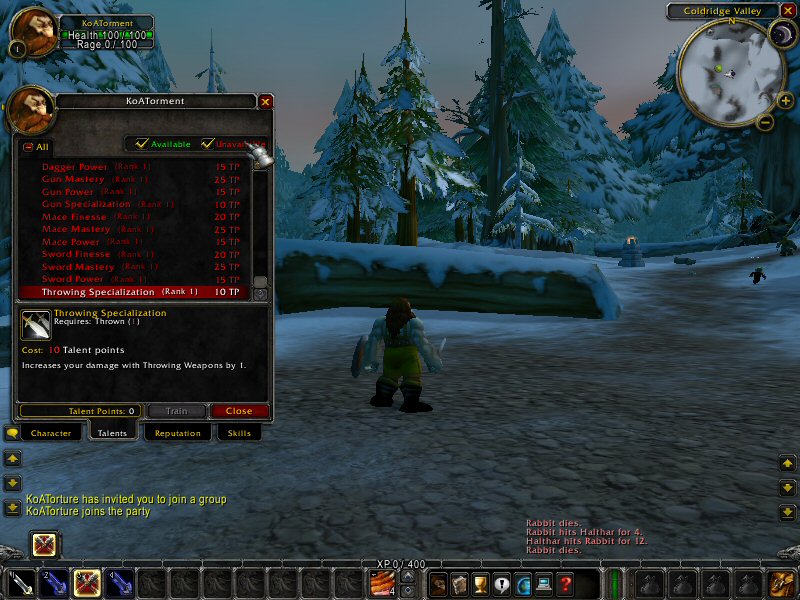 KoATorment
Health 100 / 100
Rage 0 / 100
1
Coldridge Valley
N
KoATorment
All
Available
Dagger Power (Rank 1) 15 TP
Gun Mastery (Rank 1) 25 TP
Gun Power (Rank 1) 15 TP
Gun Specialization (Rank 1) 10 TP
Mace Finesse (Rank 1) 20 TP
Mace Mastery (Rank 1) 25 TP
Mace Power (Rank 1) 15 TP
Sword Finesse (Rank 1) 20 TP
Sword Mastery (Rank 1) 25 TP
Sword Power (Rank 1) 15 TP
Throwing Specialization (Rank 1) 10 TP
Throwing Specialization
Cost: 10 Talent points
Increases your damage with Throwing Weapons by 1.
Talent Points: 0
Train
Close
Character
Talents
Reputation
Skills
KoATorture has invited you to join a group
KoATorture joins the party
Rabbit dies.
Rabbit hits Halthar for 4.
Halthar hits Rabbit for 12.
Rabbit dies.
XP 0 / 400
1
2
4
4